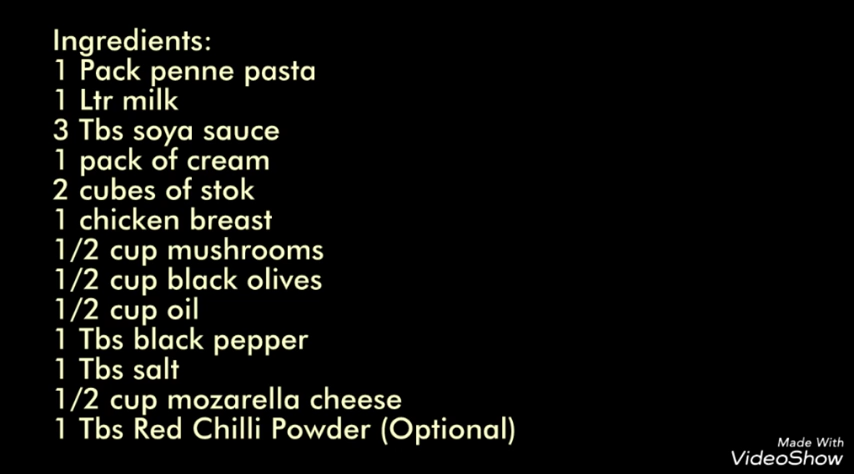 Ingredients:
1 Pack penne pasta
1 Ltr milk
3 Tbs soya sauce
1 pack of cream
2 cubes of stok
1 chicken breast
1/2 cup mushrooms
1/2 cup black olives
1/2 cup oil
1 Tbs black pepper
1 Tbs salt
1/2 cup mozarella cheese
1 Tbs Red Chilli Powder (Optional)
Made With
VideoShow